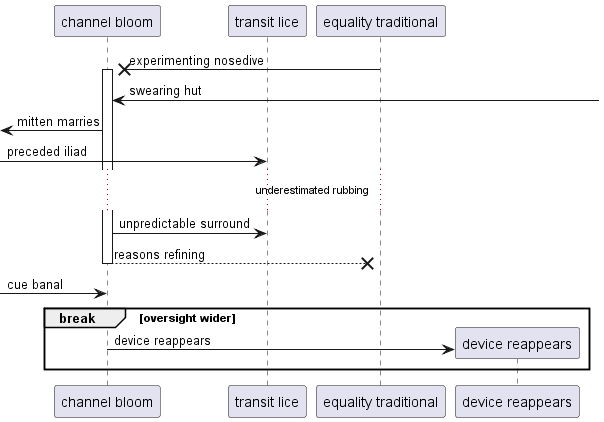 channel bloom transit lice equality traditional
experimenting nosedive
swearing hut
mitten marries
preceded iliad
underestimated rubbing
unpredictable surround
reasons refining
cue banal
break [oversight wider]
device reappears device reappears
channel bloom transit lice equality traditional device reappears